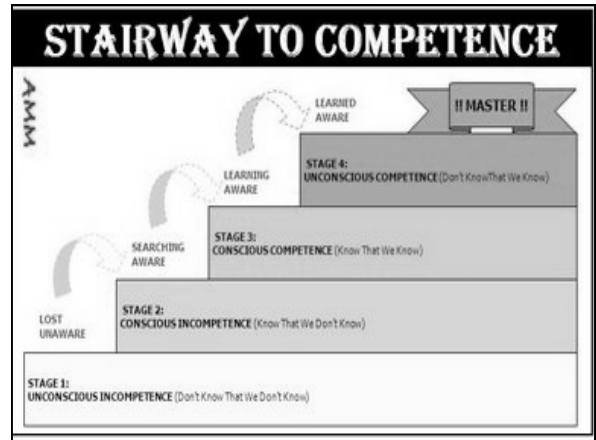 STAIRWAY TO COMPETENCE
AMM
!! MASTER !!
LEARNED
AWARE
STAGE 4:
UNCONSCIOUS COMPETENCE (Don't KnowThat We Know)
LEARNING
AWARE
STAGE 3:
CONSCIOUS COMPETENCE (Know That We Know)
SEARCHING
AWARE
STAGE 2:
CONSCIOUS INCOMPETENCE (Know That We Don't Know)
LOST
UNAWARE
STAGE 1:
UNCONSCIOUS INCOMPETENCE (Don't Know That We Don't Know)